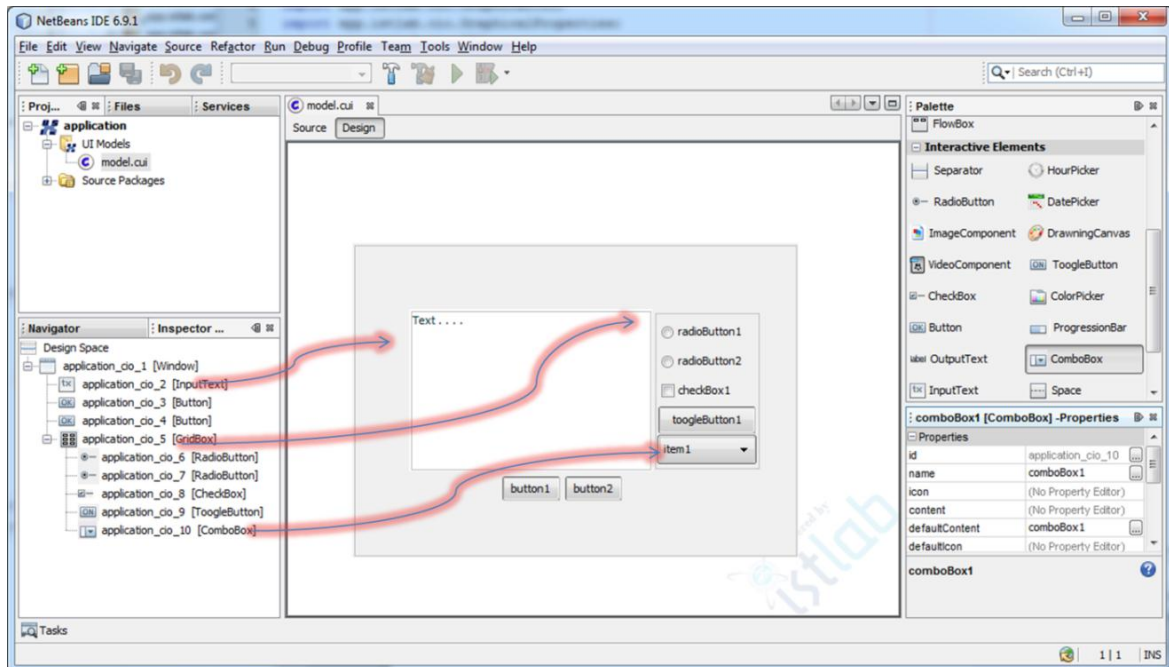 NetBeans IDE 6.9.1
File Edit View Navigate Source Refactor Run Debug Profile Team Tools Window Help
Search (Ctrl+I)
Proj... Files Services
application
UI Models
model.cui
Source Packages
Navigator Inspector ...
Design Space
application_cio_1 [Window]
application_cio_2 [InputText]
application_cio_3 [Button]
application_cio_4 [Button]
application_cio_5 [GridBox]
application_cio_6 [RadioButton]
application_cio_7 [RadioButton]
application_cio_8 [CheckBox]
application_cio_9 [ToogleButton]
application_cio_10 [ComboBox]
model.cui
Source Design
Text....
radioButton1
radioButton2
checkBox1
toogleButton1
item1
button1 button2
istlab
Palette
FlowBox
Interactive Elements
Separator HourPicker
RadioButton DatePicker
ImageComponent DrawningCanvas
VideoComponent ToogleButton
CheckBox ColorPicker
OK Button ProgressionBar
label OutputText ComboBox
InputText Space
comboBox1 [ComboBox] -Properties
Properties
id application_cio_10
name comboBox1
icon (No Property Editor)
content (No Property Editor)
defaultContent comboBox1
defaultIcon (No Property Editor)
comboBox1
Tasks
1|1 INS